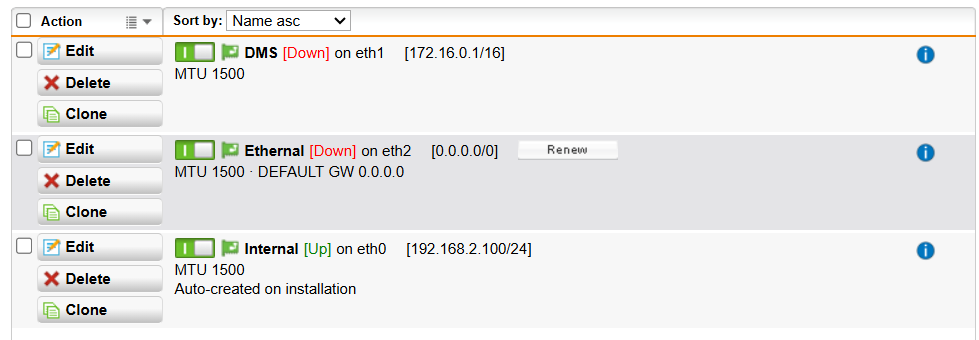 Action Sort by: Name asc
Edit DMS [Down] on eth1 [172.16.0.1/16]
MTU 1500
Delete
Clone
Edit Ethernal [Down] on eth2 [0.0.0.0/0] Renew
MTU 1500 · DEFAULT GW 0.0.0.0
Delete
Clone
Edit Internal [Up] on eth0 [192.168.2.100/24]
MTU 1500
Delete
Auto-created on installation
Clone